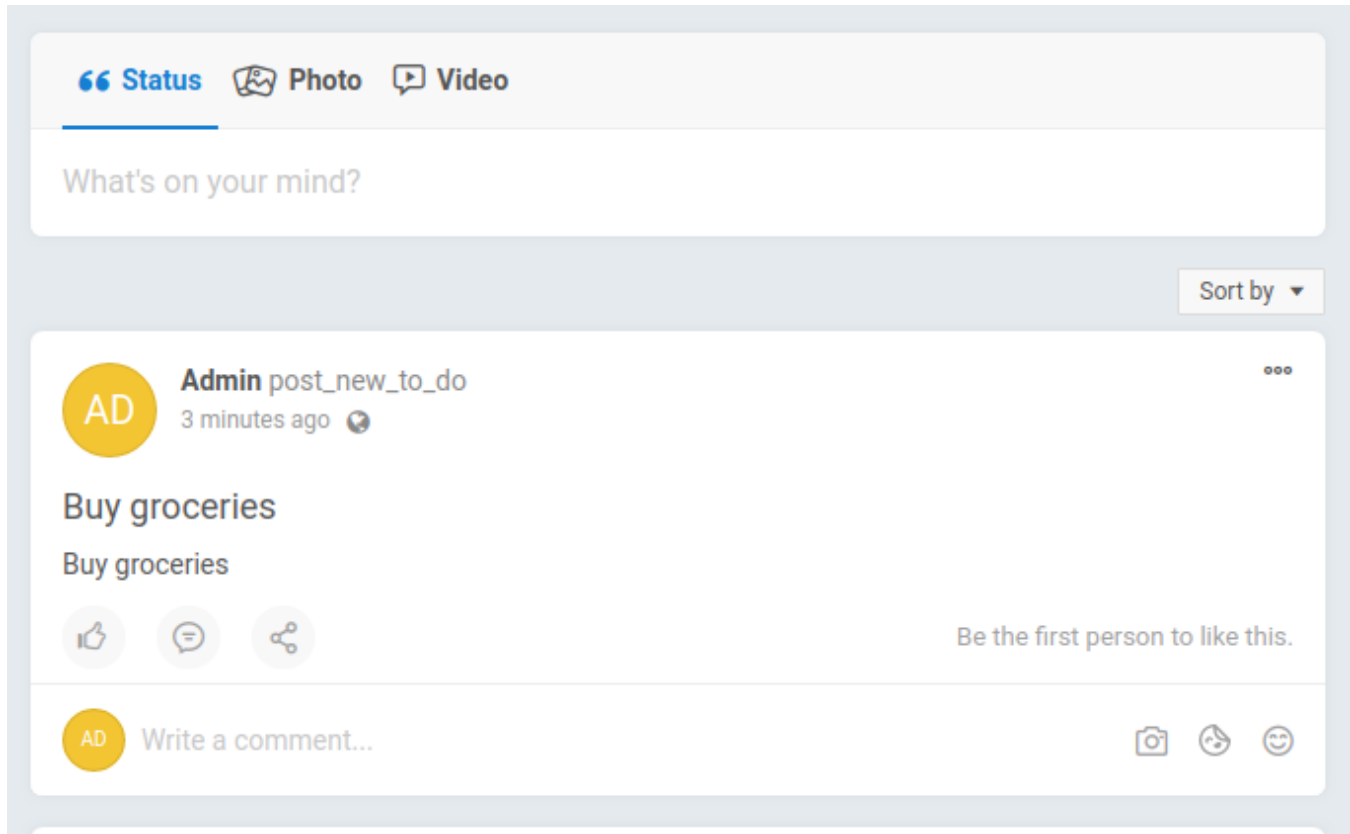 Status Photo Video
What's on your mind?
Sort by
Admin post_new_to_do
3 minutes ago
AD
Buy groceries
Buy groceries
Be the first person to like this.
AD Write a comment...